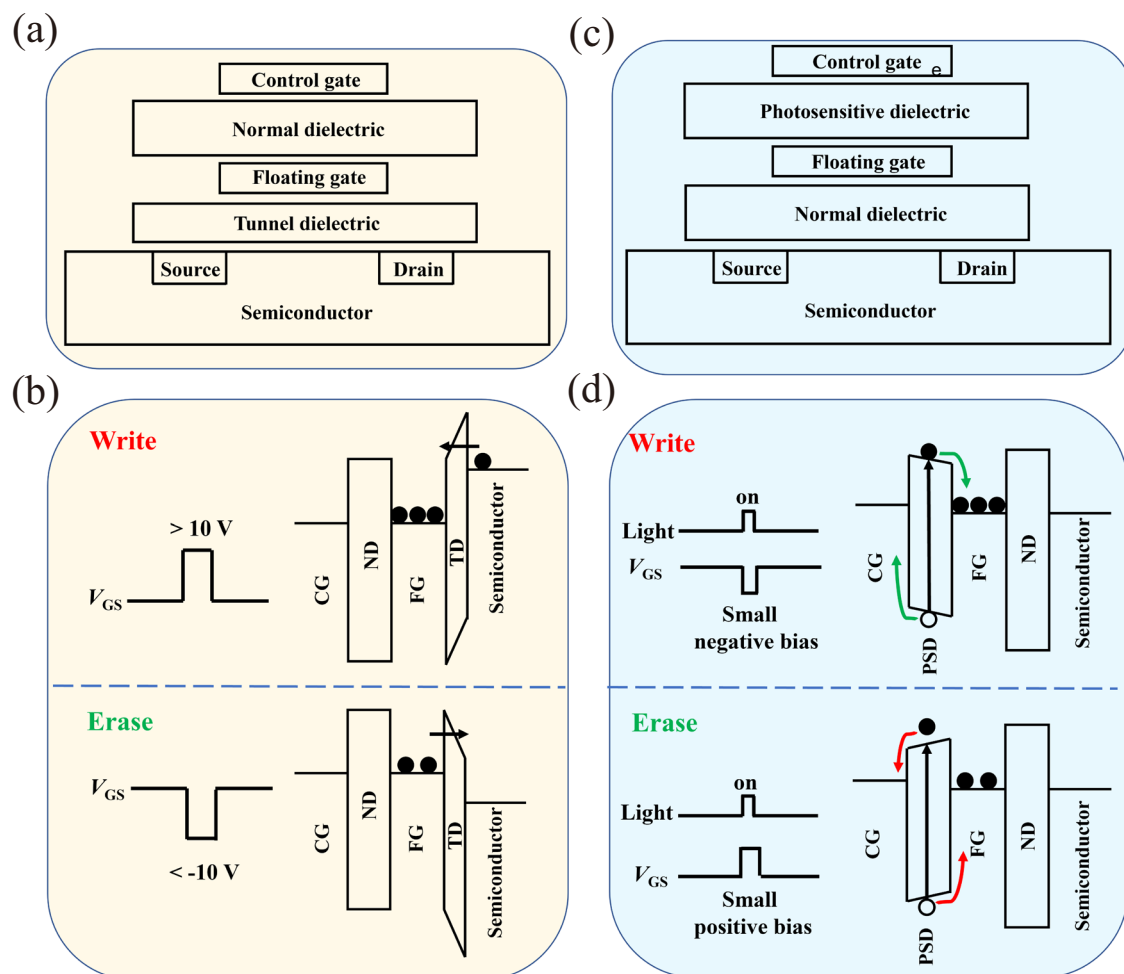 (a)
Control gate
Normal dielectric
Floating gate
Tunnel dielectric
Source
Drain
Semiconductor
(c)
Control gate
e
Photosensitive dielectric
Floating gate
Normal dielectric
Source
Drain
Semiconductor
(b)
Write
> 10 V
VGS
CG
ND
FG
TD
Semiconductor
Erase
VGS
< -10 V
CG
ND
FG
TD
Semiconductor
(d)
Write
on
Light
VGS
Small
negative bias
CG
PSD
FG
ND
Semiconductor
Erase
on
Light
VGS
Small
positive bias
CG
PSD
FG
ND
Semiconductor